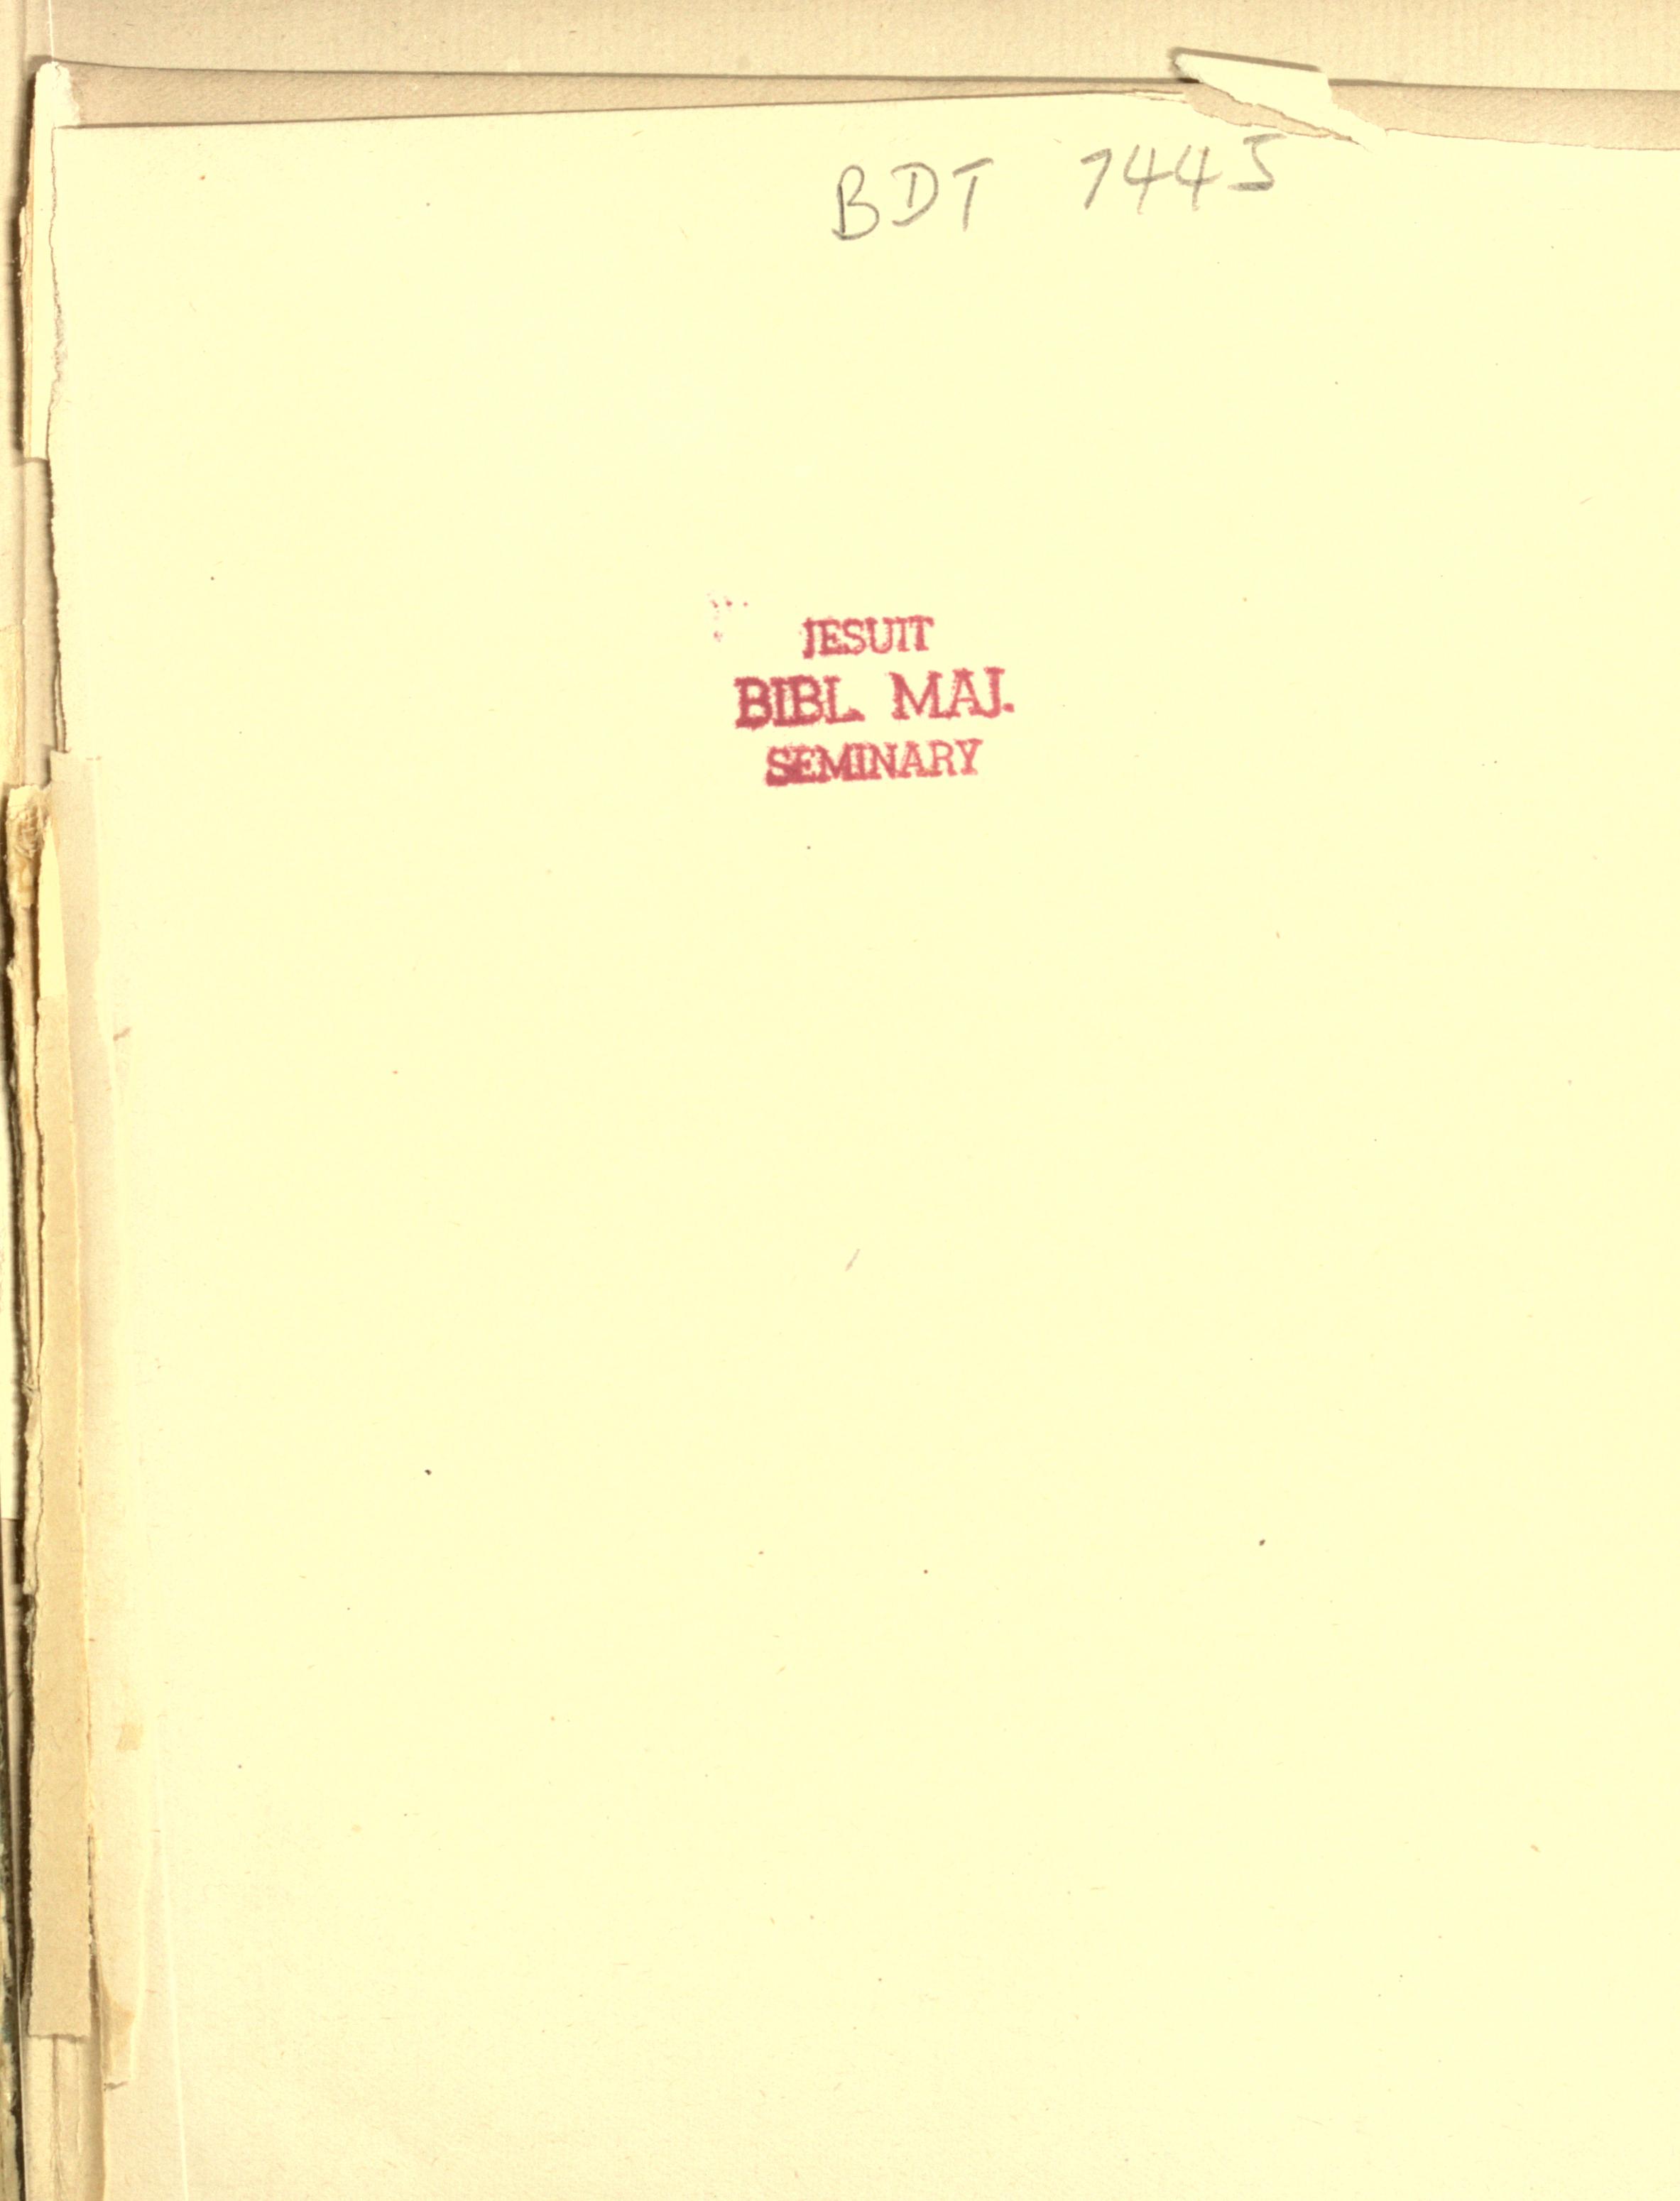 BDT 7445
JESUIT
BIBL. MAJ.
SEMINARY